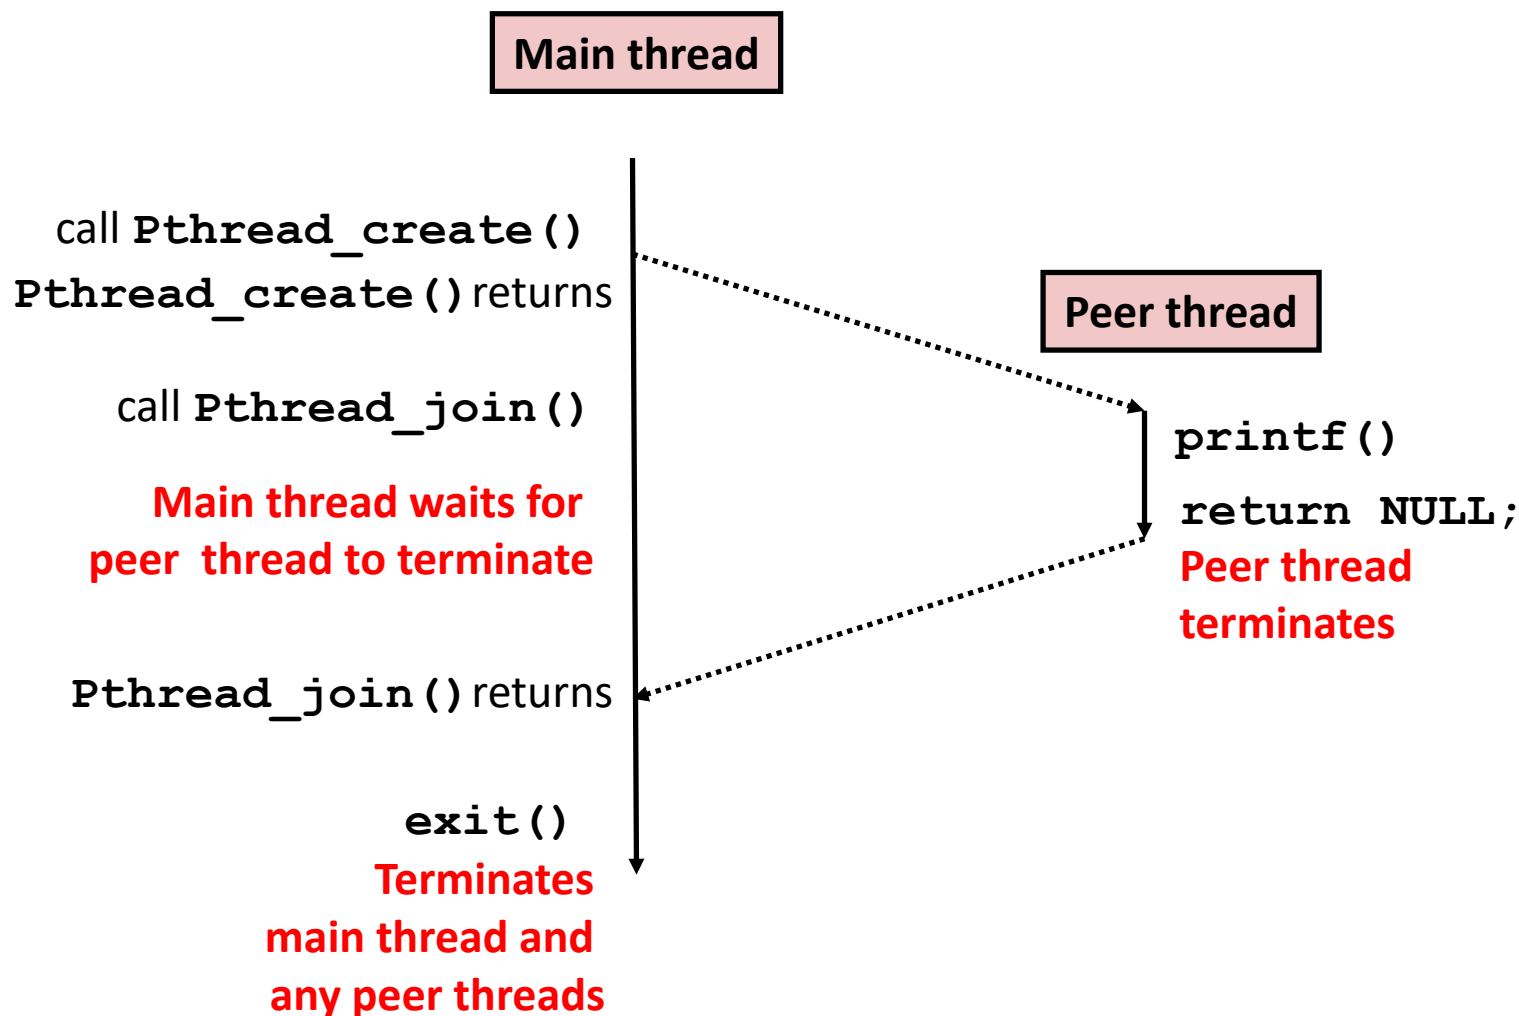 Main thread
call Pthread_create()
Pthread_create() returns
Peer thread
call Pthread_join()
printf()
Main thread waits for
peer thread to terminate
return NULL;
Peer thread
terminates
Pthread_join() returns
exit()
Terminates
main thread and
any peer threads